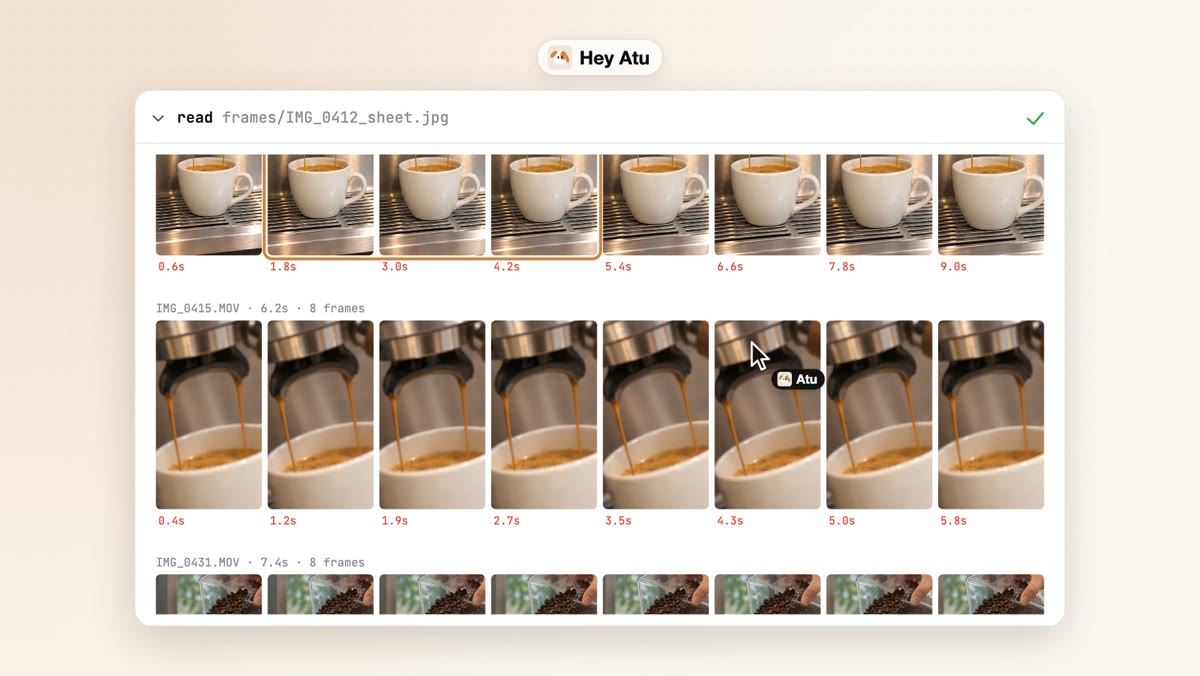 Hey Atu
read frames/IMG_0412_sheet.jpg
0.6s 1.8s 3.0s 4.2s 5.4s 6.6s 7.8s 9.0s
IMG_0415.MOV · 6.2s · 8 frames
Atu
0.4s 1.2s 1.9s 2.7s 3.5s 4.3s 5.0s 5.8s
IMG_0431.MOV · 7.4s · 8 frames